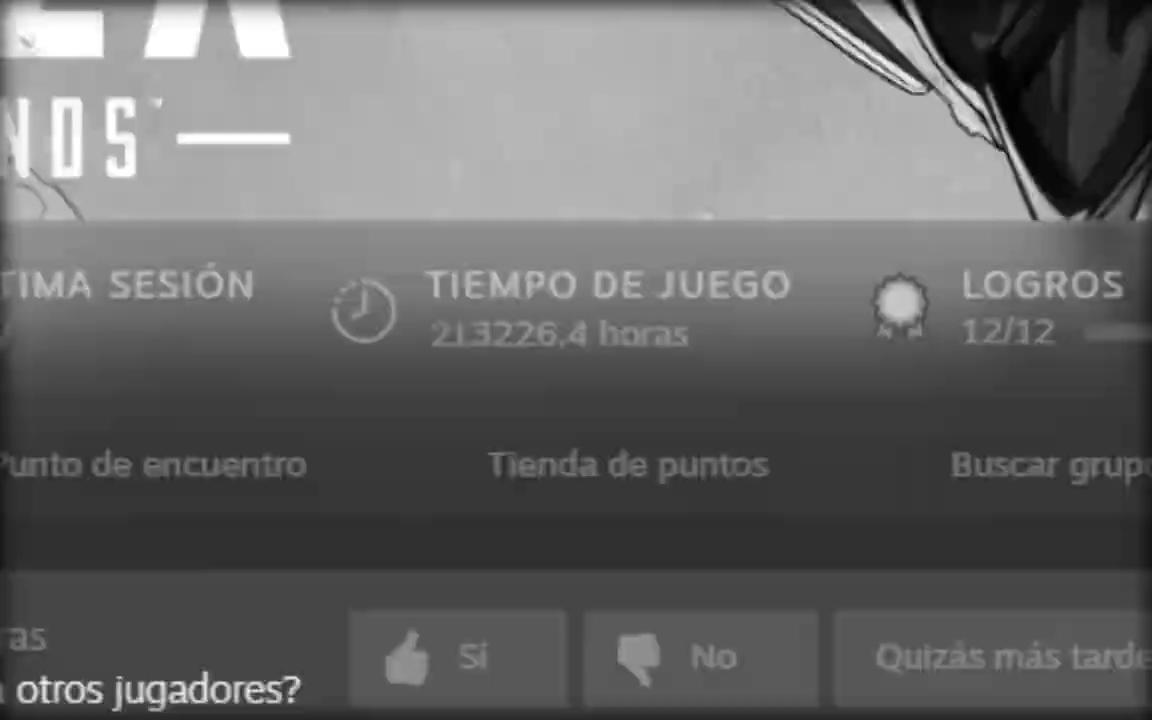 NDS
TIMA SESIÓN
TIEMPO DE JUEGO
LOGROS
213226,4 horas
12/12
Punto de encuentro
Tienda de puntos
Buscar grupo
ras
Sí
No
Quizás más tarde
otros jugadores?